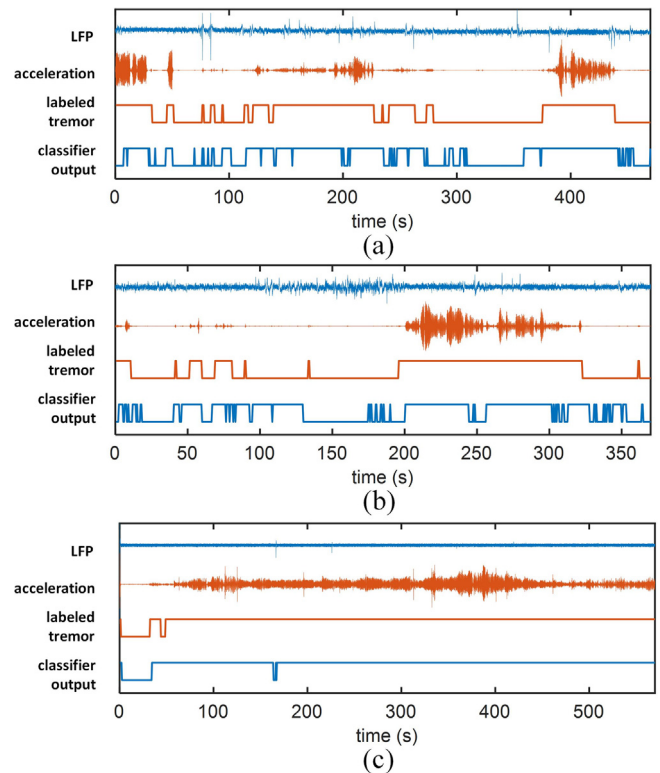 LFP
acceleration
labeled
tremor
classifier
output
0 100 200 300 400
time (s)
(a)
LFP
acceleration
labeled
tremor
classifier
output
0 50 100 150 200 250 300 350
time (s)
(b)
LFP
acceleration
labeled
tremor
classifier
output
0 100 200 300 400 500
time (s)
(c)